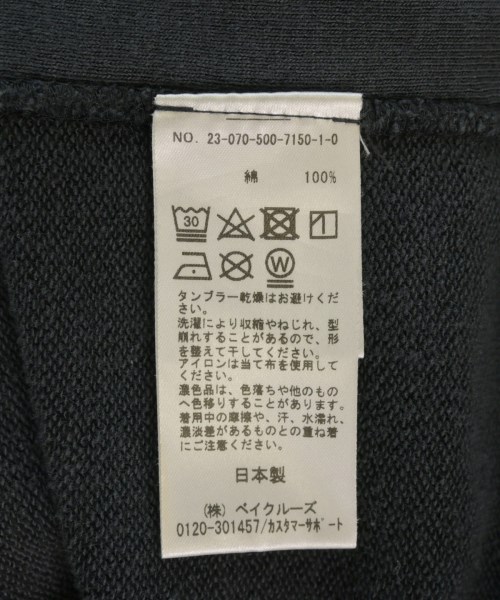 NO. 23-070-500-7150-1-0
綿 100%
30
W
タンブラー乾燥はお避けくだ
さい。
洗濯により収縮やねじれ、型
崩れすることがあるので、形
を整えて干してください。
アイロンは当て布を使用して
ください。
濃色品は、色落ちや他のもの
へ色移りすることがあります。
着用中の摩擦や、汗、水濡れ、
濃淡差があるものとの重ね着
にご注意ください。
日本製
(株) ベイクルーズ
0120-301457/カスタマーサポート